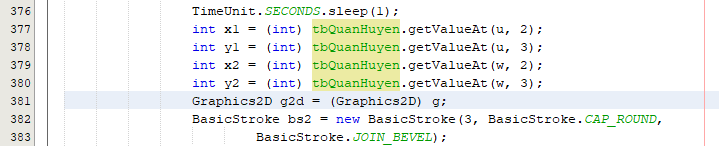 376 TimeUnit.SECONDS.sleep(1);
377 int x1 = (int) tbQuanHuyen.getValueAt(u, 2);
378 int y1 = (int) tbQuanHuyen.getValueAt(u, 3);
379 int x2 = (int) tbQuanHuyen.getValueAt(w, 2);
380 int y2 = (int) tbQuanHuyen.getValueAt(w, 3);
381 Graphics2D g2d = (Graphics2D) g;
382 BasicStroke bs2 = new BasicStroke(3, BasicStroke.CAP_ROUND,
383 BasicStroke.JOIN_BEVEL);